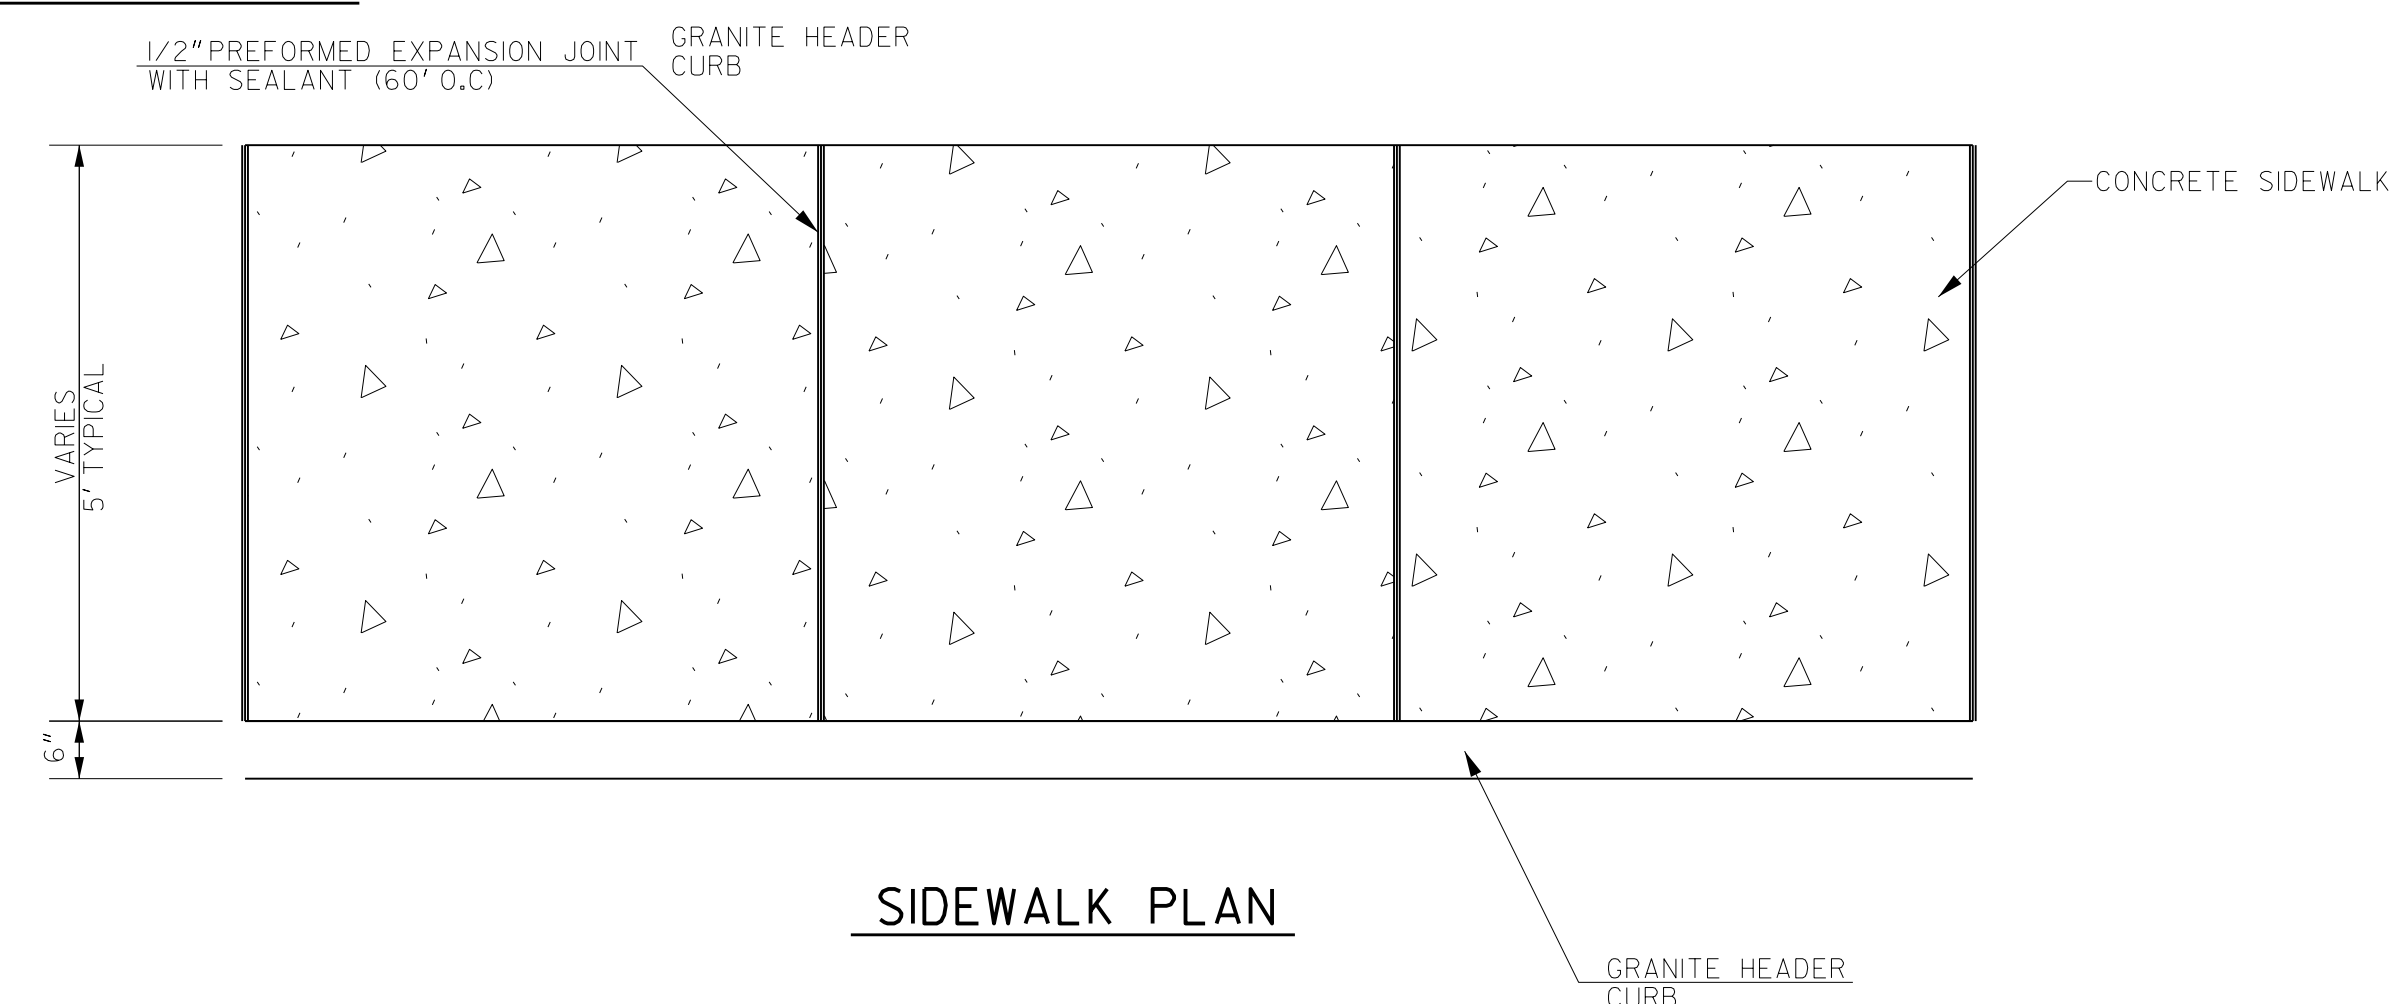 1/2" PREFORMED EXPANSION JOINT
WITH SEALANT (60' O.C)
GRANITE HEADER
CURB
CONCRETE SIDEWALK
VARIES
5' TYPICAL
6"
SIDEWALK PLAN
GRANITE HEADER
CURB